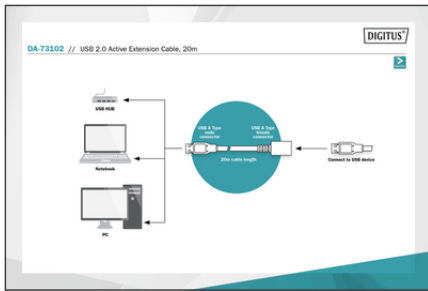 DIGITUS®
DA-73102 // USB 2.0 Active Extension Cable, 20m
USB HUB
USB A Type
male
connector
USB A Type
female
connector
20m cable length
Notebook
Connect to USB device
PC